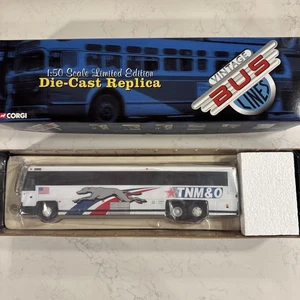 1:50 Scale Limited Edition
Die-Cast Replica
CORGI
VINTAGE
BUS
LINES
TNM&O